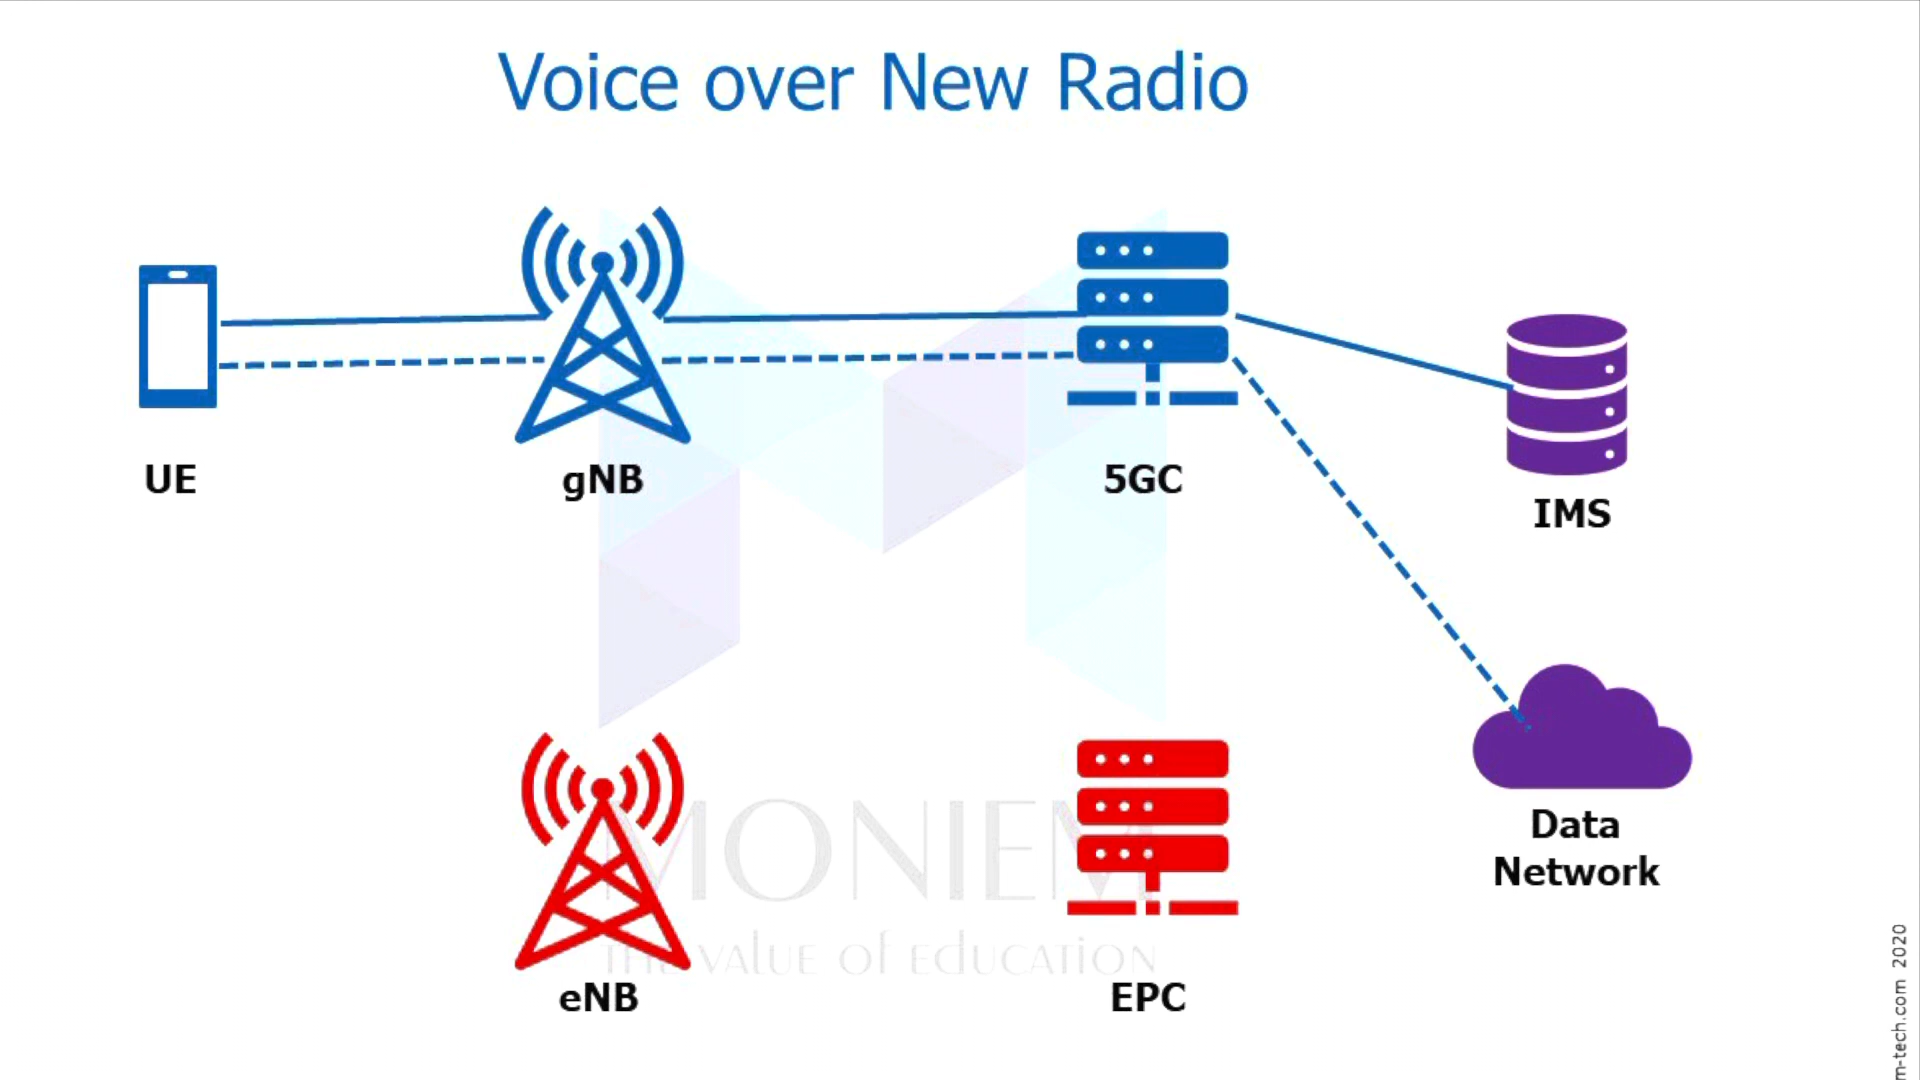 Voice over New Radio
UE
gNB
5GC
IMS
Data
Network
eNB
EPC
MONIEM
THE VALUE OF EDUCATION
m-tech.com 2020